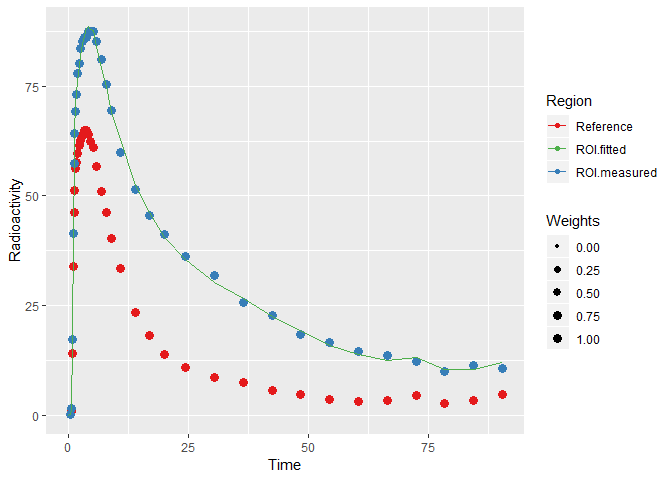 75
50
25
0
Radioactivity
0 25 50 75
Time
Region
Reference
ROI.fitted
ROI.measured
Weights
0.00
0.25
0.50
0.75
1.00